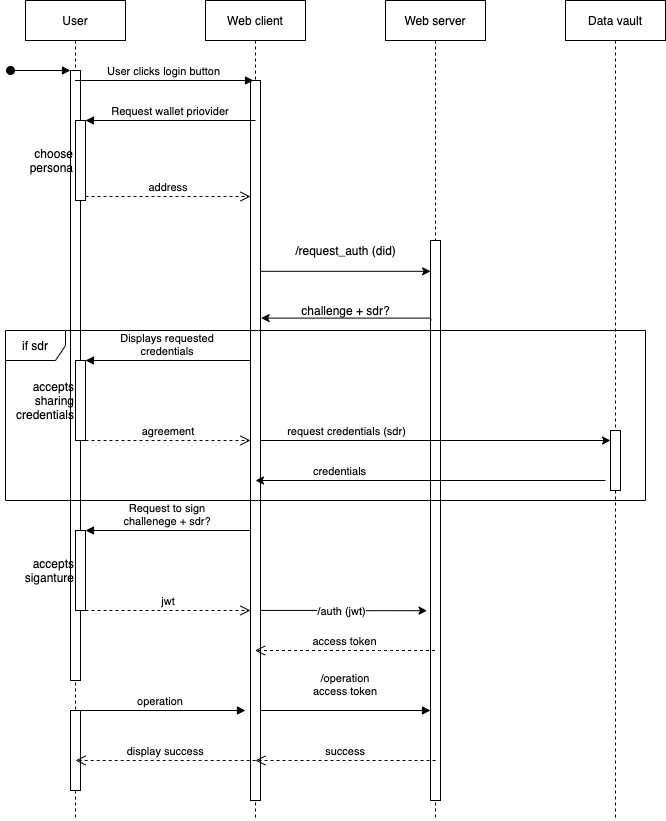 User
Web client
Web server
Data vault
User clicks login button
Request wallet priovider
choose
persona
address
/request_auth (did)
challenge + sdr?
if sdr
Displays requested
credentials
accepts
sharing
credentials
agreement
request credentials (sdr)
credentials
Request to sign
challenege + sdr?
accepts
siganture
jwt
/auth (jwt)
access token
/operation
access token
operation
display success
success